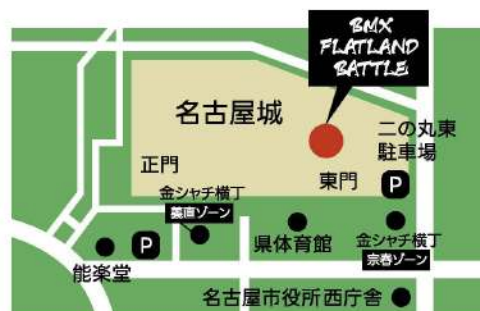 BMX
FLATLAND
BATTLE
名古屋城
二の丸東
駐車場
正門
東門
P
金シャチ横丁
義直ゾーン
県体育館
金シャチ横丁
宗春ゾーン
P
能楽堂
名古屋市役所西庁舎